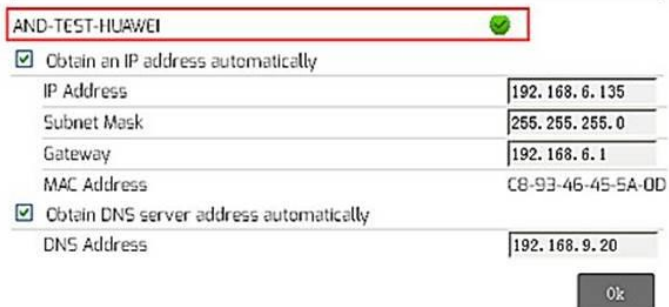 AND-TEST-HUAWEI
Obtain an IP address automatically
IP Address 192.168.6.135
Subnet Mask 255.255.255.0
Gateway 192.168.6.1
MAC Address C8-93-46-45-5A-0D
Obtain DNS server address automatically
DNS Address 192.168.9.20
Ok